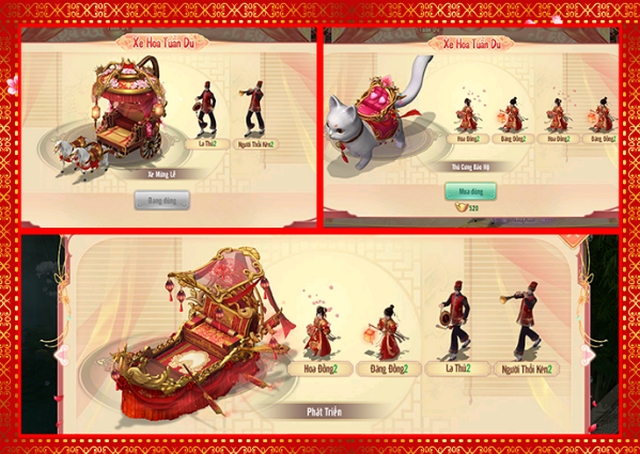 Xe Hoa Tuần Du
La Thủ2
Người Thổi Kèn2
Xe Mừng Lễ
Đang dùng
Xe Hoa Tuần Du
Hoa Đồng2
Đăng Đồng2
Hoa Đồng2
Đăng Đồng2
Thú Cưng Bảo Hộ
Mua dùng
520
Hoa Đồng2
Đăng Đồng2
La Thủ2
Người Thổi Kèn2
Phát Triển